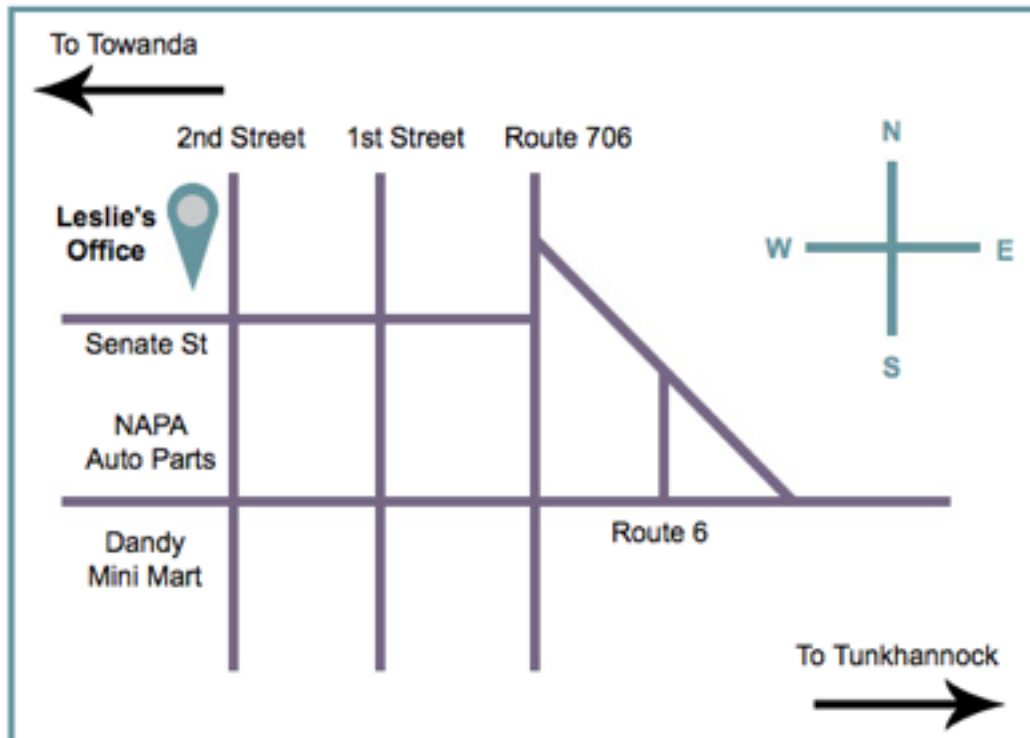 To Towanda
2nd Street
1st Street
Route 706
N
Leslie's
Office
W
E
Senate St
S
NAPA
Auto Parts
Route 6
Dandy
Mini Mart
To Tunkhannock